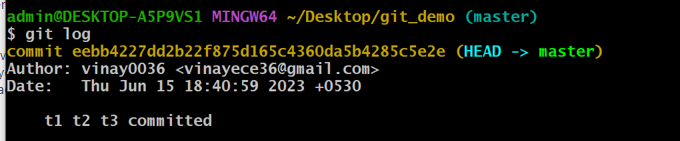 admin@DESKTOP-A5P9VS1 MINGW64 ~/Desktop/git_demo (master)
$ git log
commit eebb4227dd2b22f875d165c4360da5b4285c5e2e (HEAD -> master)
Author: vinay0036 <vinayece36@gmail.com>
Date:   Thu Jun 15 18:40:59 2023 +0530

    t1 t2 t3 committed